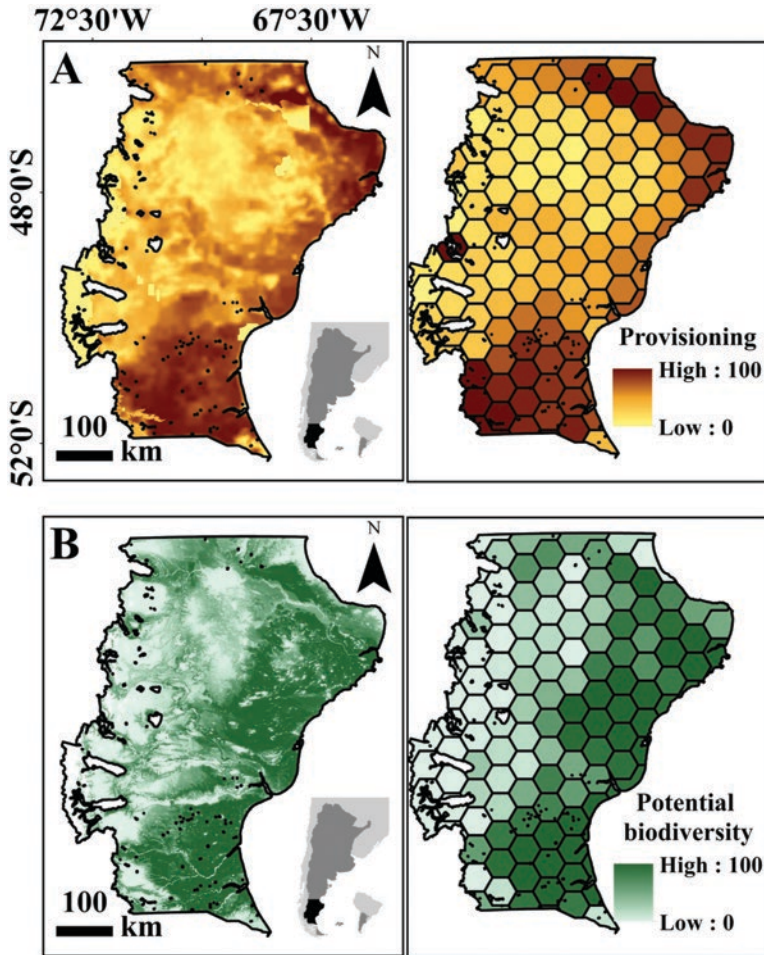 72°30'W 67°30'W
A
N
48°0'S
52°0'S
100
km
Provisioning
High : 100
Low : 0
B
N
100
km
Potential
biodiversity
High : 100
Low : 0